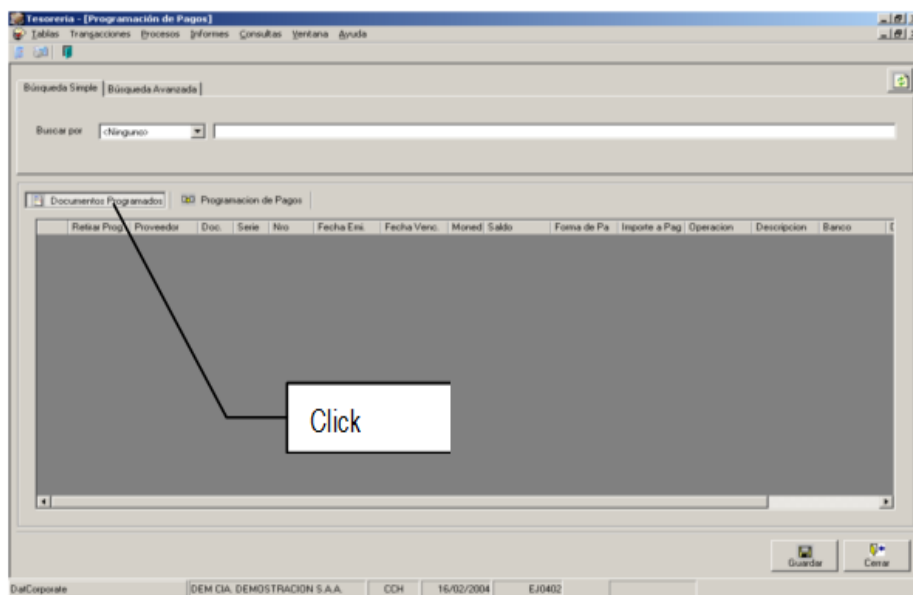 Tesoreria - [Programación de Pagos]
Tablas Transacciones Procesos Informes Consultas Ventana Ayuda
Búsqueda Simple Búsqueda Avanzada
Buscar por <Ninguno>
Documentos Programados Programacion de Pagos
Retirar Prog Proveedor Doc. Serie Nro Fecha Emi. Fecha Venc. Moned Saldo Forma de Pa Importe a Pag Operacion Descripcion Banco
Click
Guardar Cerrar
DatCorporate DEM CIA. DEMOSTRACION S.A.A. CCH 16/02/2004 EJ0402